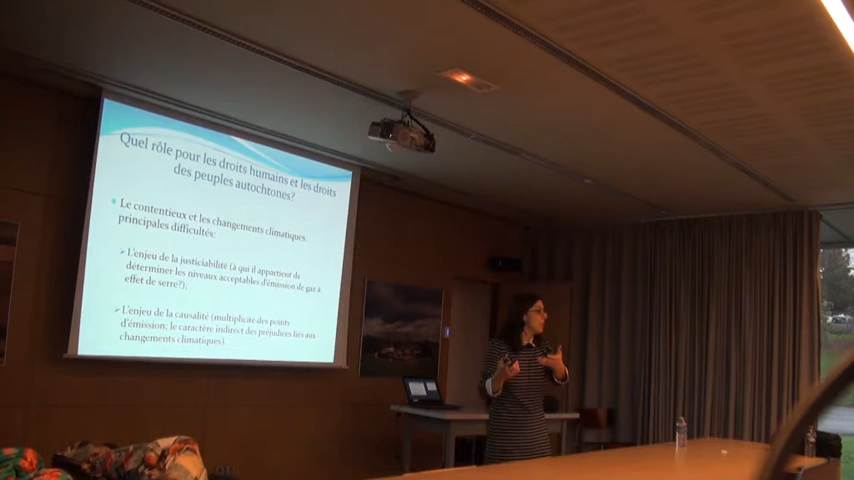 Quel rôle pour les droits humains et les droits
des peuples autochtones?
Le contentieux et les changements climatiques,
principales difficultés:
L'enjeu de la justiciabilité (à qui il appartient de
déterminer les niveaux acceptables d'émission de gaz à
effet de serre?),
L'enjeu de la causalité (multiplicité des points
d'émission; le caractère indirect des préjudices liés aux
changements climatiques).